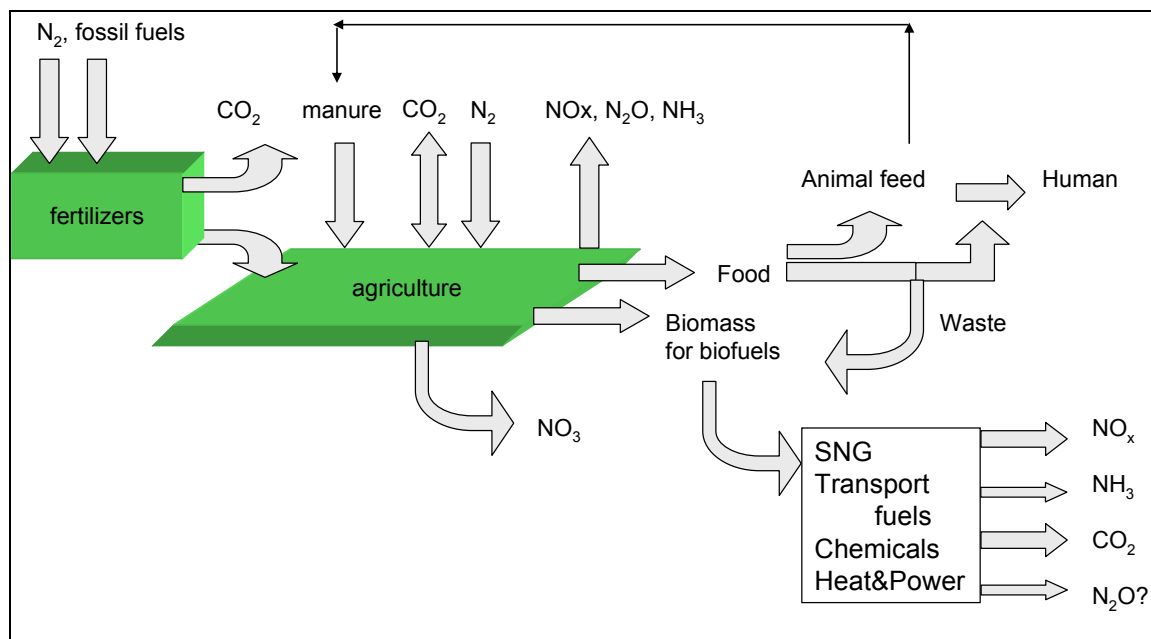 N₂, fossil fuels
CO₂
manure
CO₂
N₂
NOx, N₂O, NH₃
Animal feed
Human
fertilizers
agriculture
Food
Biomass
for biofuels
Waste
NO₃
SNG
Transport
fuels
Chemicals
Heat&Power
NOₓ
NH₃
CO₂
N₂O?